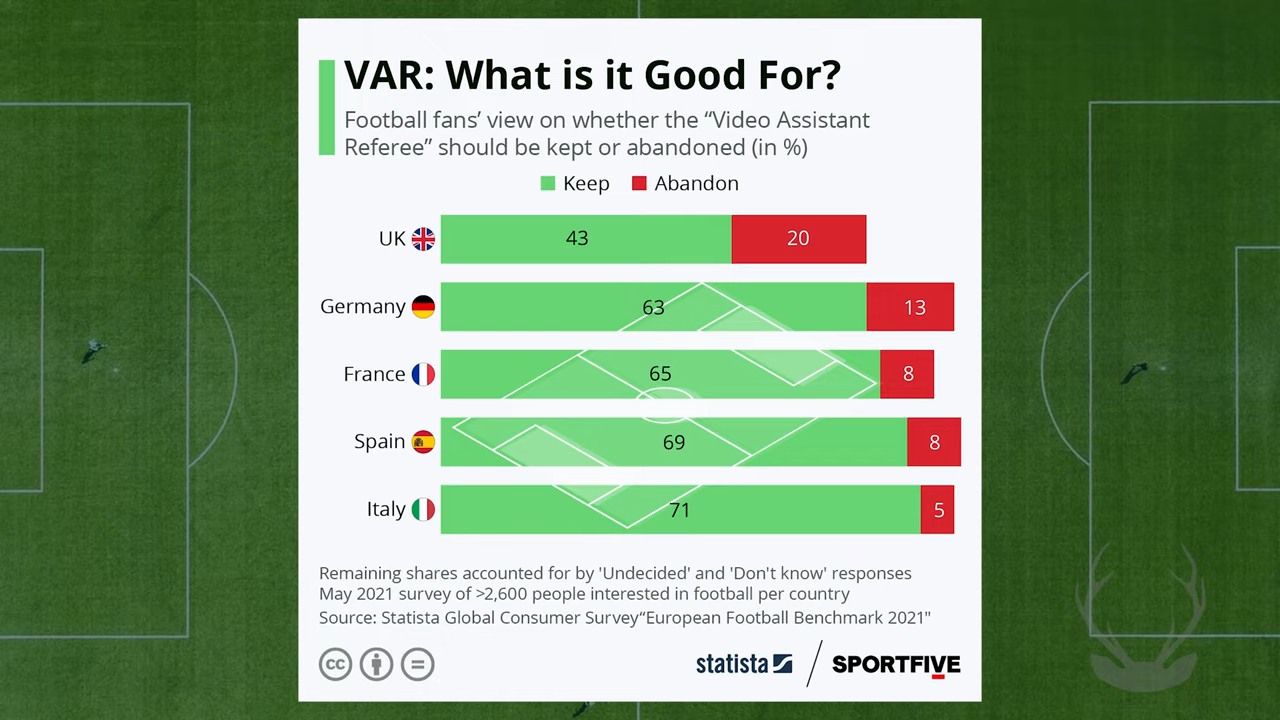 VAR: What is it Good For?
Football fans’ view on whether the “Video Assistant
Referee” should be kept or abandoned (in %)
Keep Abandon
UK 43 20
Germany 63 13
France 65 8
Spain 69 8
Italy 71 5
Remaining shares accounted for by 'Undecided' and 'Don't know' responses
May 2021 survey of >2,600 people interested in football per country
Source: Statista Global Consumer Survey“European Football Benchmark 2021"
cc statista SPORTFIVE